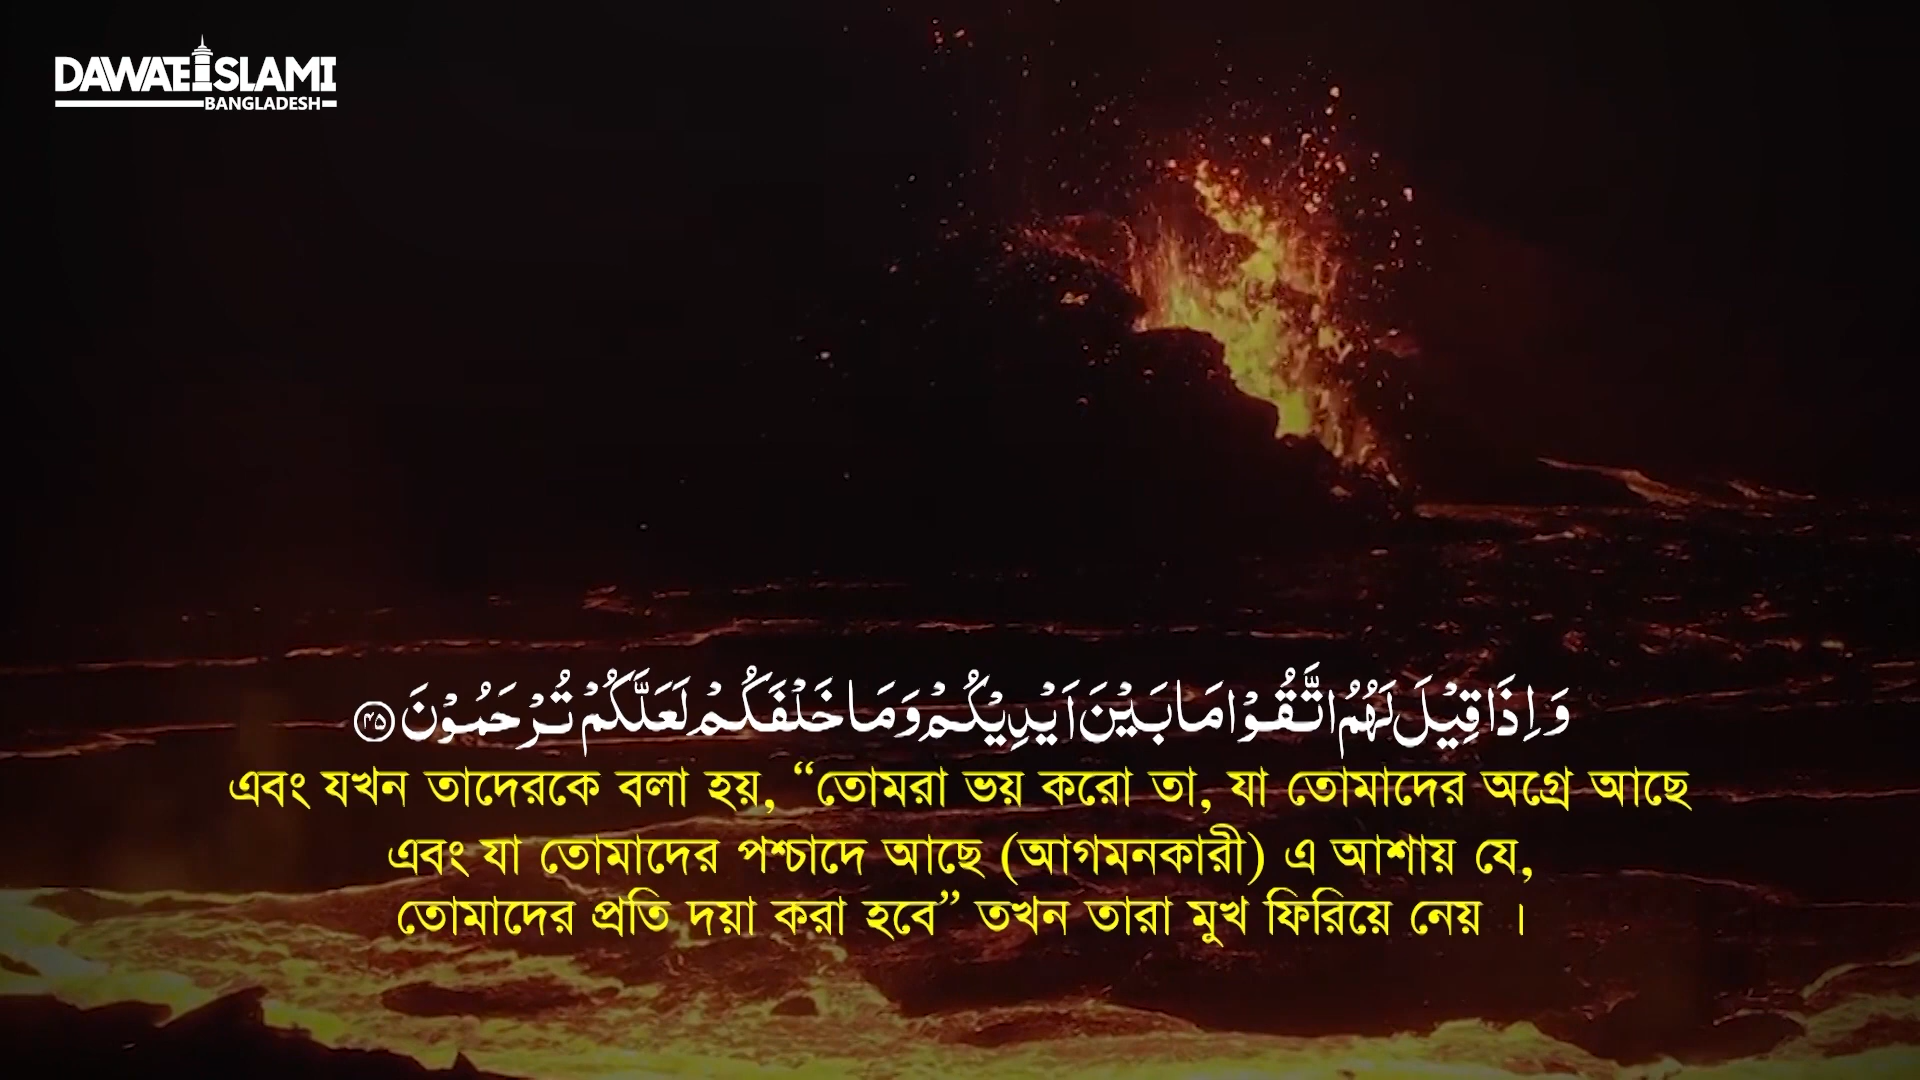 DAWATEISLAMI
BANGLADESH
وَ اِذَا قِیْلَ لَهُمُ اتَّقُوْا مَا بَیْنَ اَیْدِیْكُمْ وَ مَا خَلْفَكُمْ لَعَلَّكُمْ تُرْحَمُوْنَ ﴿۴۵﴾
এবং যখন তাদেরকে বলা হয়, “তোমরা ভয় করো তা, যা তোমাদের অগ্রে আছে
এবং যা তোমাদের পশ্চাদে আছে (আগমনকারী) এ আশায় যে,
তোমাদের প্রতি দয়া করা হবে” তখন তারা মুখ ফিরিয়ে নেয় ।